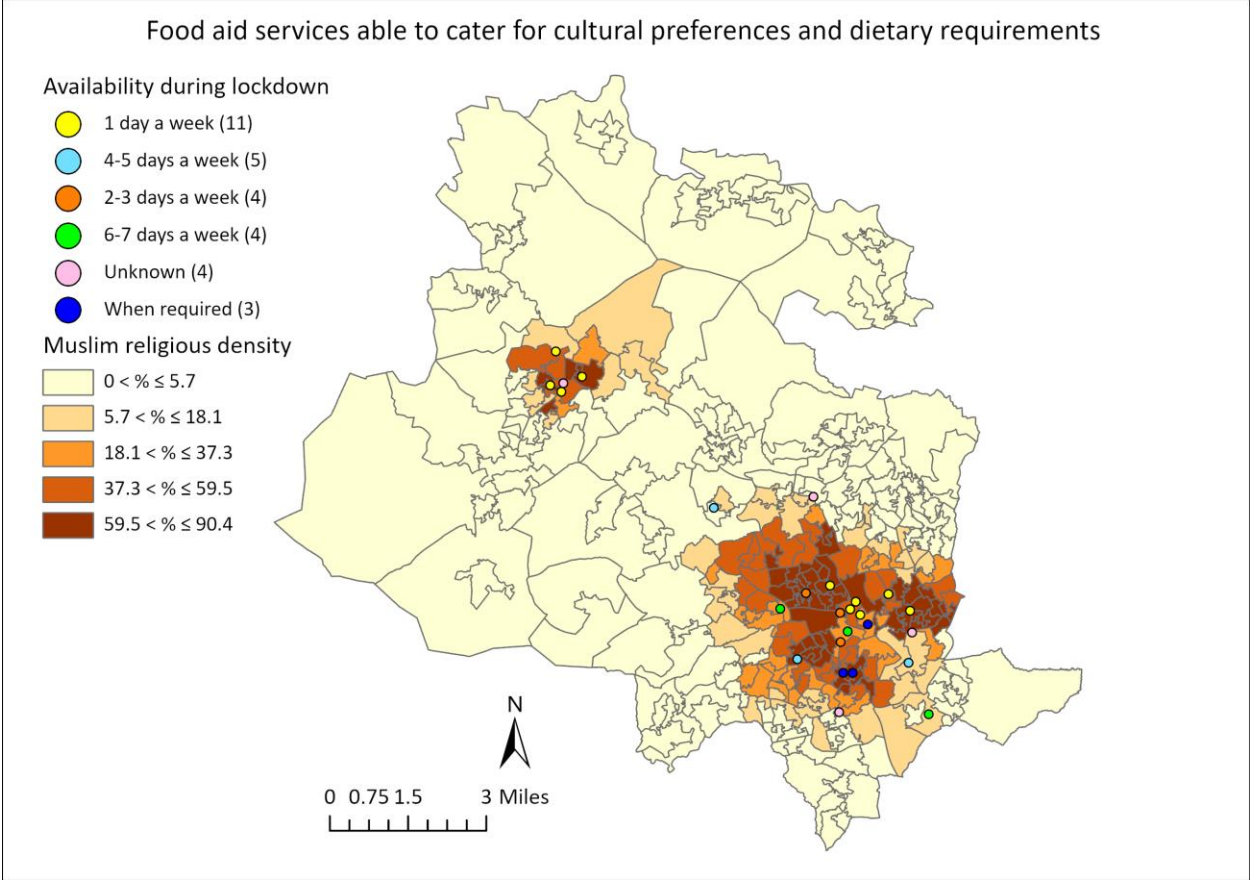 Food aid services able to cater for cultural preferences and dietary requirements
Availability during lockdown
1 day a week (11)
4-5 days a week (5)
2-3 days a week (4)
6-7 days a week (4)
Unknown (4)
When required (3)
Muslim religious density
0 < % ≤ 5.7
5.7 < % ≤ 18.1
18.1 < % ≤ 37.3
37.3 < % ≤ 59.5
59.5 < % ≤ 90.4
N
0 0.75 1.5 3 Miles